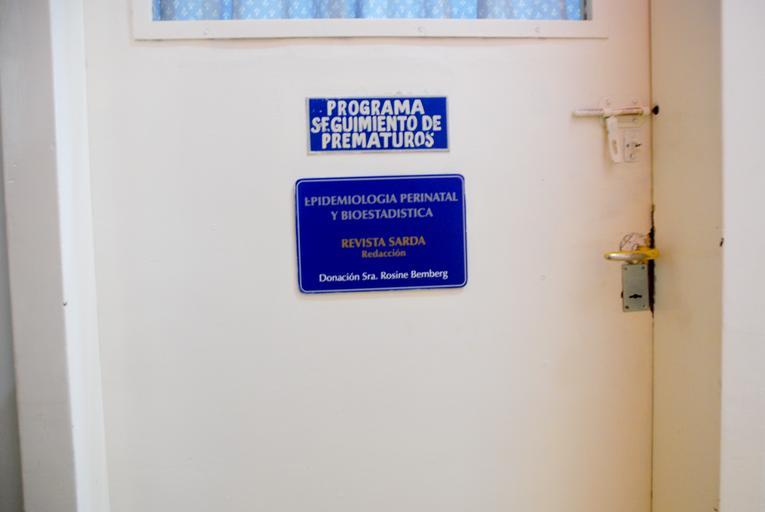 PROGRAMA
SEGUIMIENTO DE
PREMATUROS
EPIDEMIOLOGIA PERINATAL
Y BIOESTADISTICA
REVISTA SARDA
Redacción
Donación Sra. Rosine Bemberg